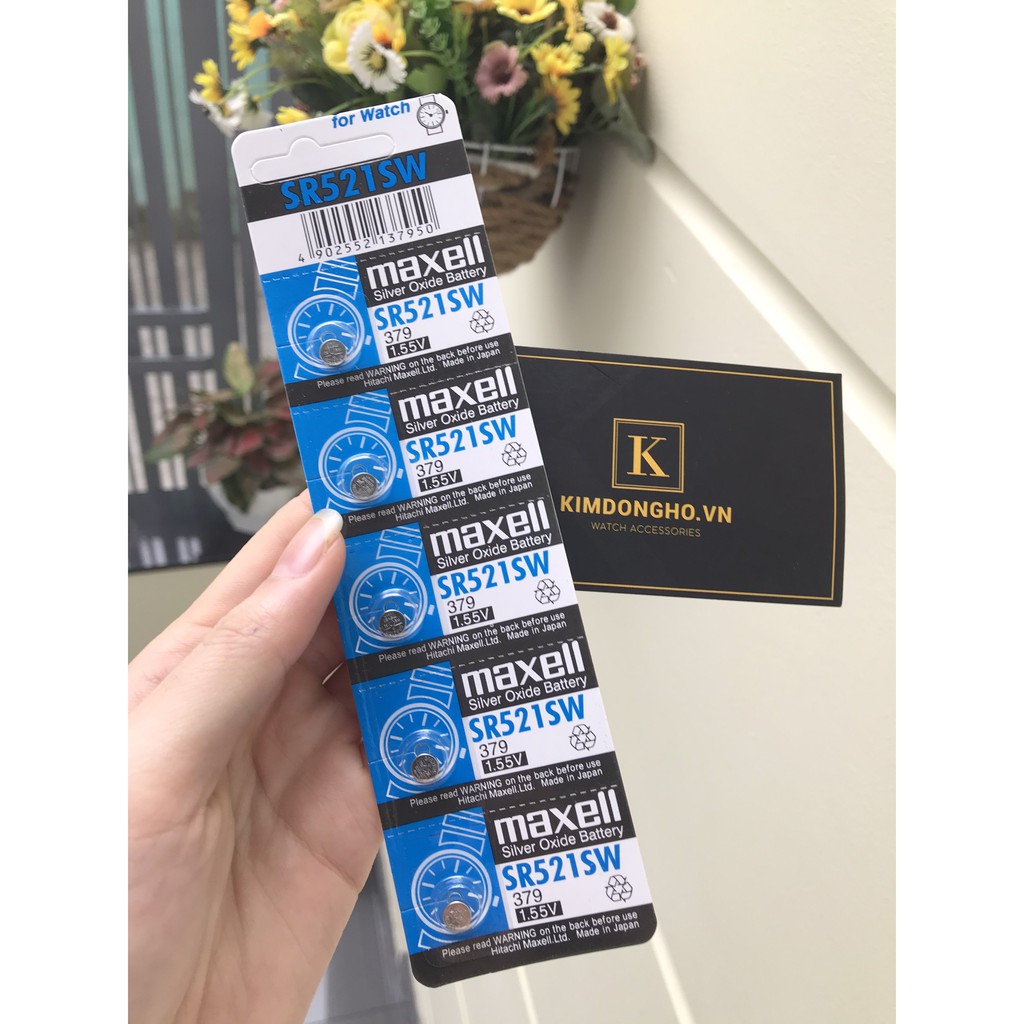 for Watch
SR521SW
4 902552 137950
maxell
Silver Oxide Battery
SR521SW
379
1.55V
Please read WARNING on the back before use
Hitachi Maxell.Ltd. Made in Japan
maxell
Silver Oxide Battery
SR521SW
379
1.55V
Please read WARNING on the back before use
Hitachi Maxell.Ltd. Made in Japan
maxell
Silver Oxide Battery
SR521SW
379
1.55V
Please read WARNING on the back before use
Hitachi Maxell.Ltd. Made in Japan
maxell
Silver Oxide Battery
SR521SW
379
1.55V
Please read WARNING on the back before use
Hitachi Maxell.Ltd. Made in Japan
maxell
Silver Oxide Battery
SR521SW
379
1.55V
Please read WARNING on the back before use
Hitachi Maxell.Ltd. Made in Japan
K
KIMDONGHO.VN
WATCH ACCESSORIES